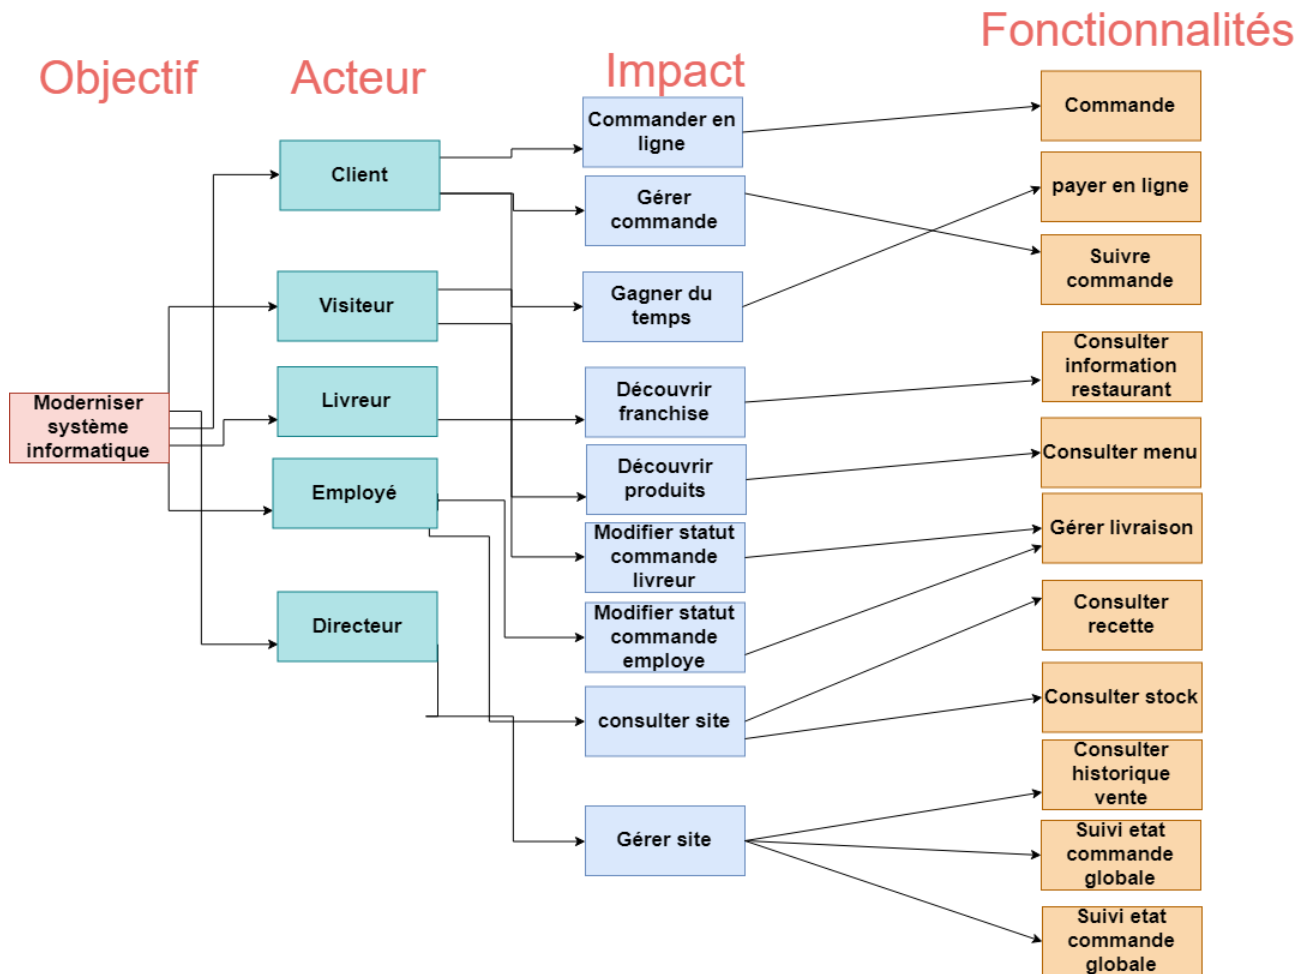 Objectif
Acteur
Impact
Fonctionnalités
Moderniser
système
informatique
Client
Visiteur
Livreur
Employé
Directeur
Commander en
ligne
Gérer
commande
Gagner du
temps
Découvrir
franchise
Découvrir
produits
Modifier statut
commande
livreur
Modifier statut
commande
employe
consulter site
Gérer site
Commande
payer en ligne
Suivre
commande
Consulter
information
restaurant
Consulter menu
Gérer livraison
Consulter
recette
Consulter stock
Consulter
historique
vente
Suivi etat
commande
globale
Suivi etat
commande
globale